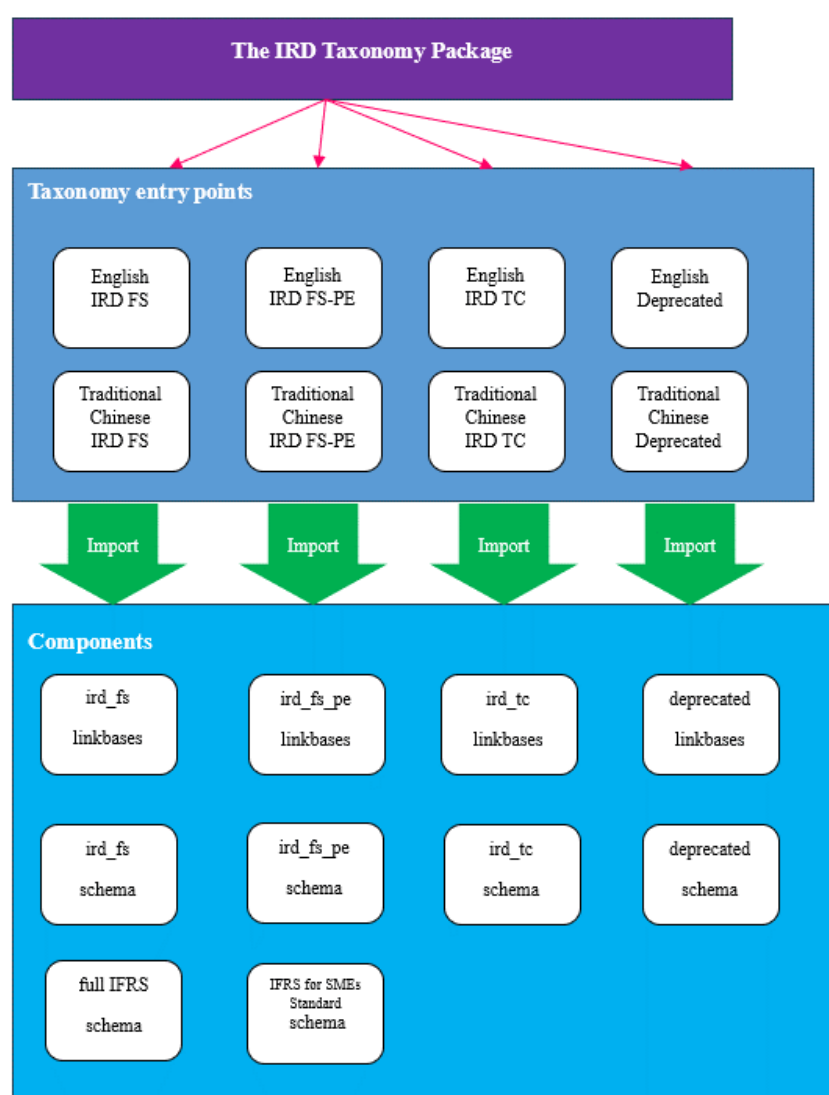 The IRD Taxonomy Package
Taxonomy entry points
English
IRD FS
English
IRD FS-PE
English
IRD TC
English
Deprecated
Traditional
Chinese
IRD FS
Traditional
Chinese
IRD FS-PE
Traditional
Chinese
IRD TC
Traditional
Chinese
Deprecated
Import
Import
Import
Import
Components
ird_fs
linkbases
ird_fs_pe
linkbases
ird_tc
linkbases
deprecated
linkbases
ird_fs
schema
ird_fs_pe
schema
ird_tc
schema
deprecated
schema
full IFRS
schema
IFRS for SMEs
Standard
schema